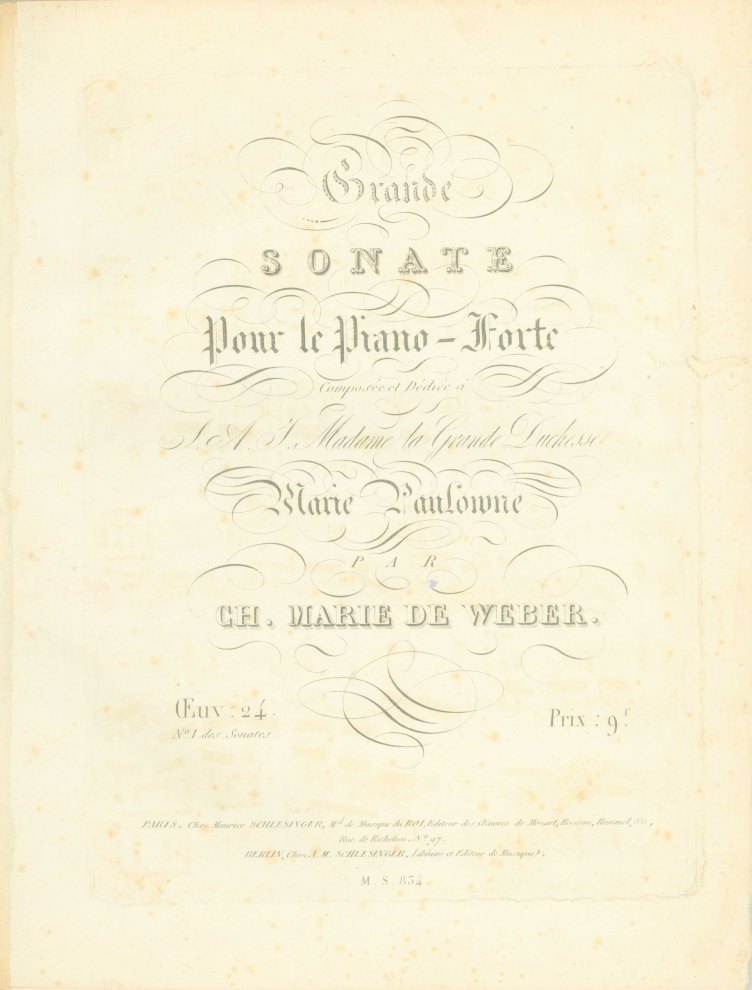 Grande
SONATE
Pour le Piano-Forte
Composée et Dédiée à
S. A. I. Madame la Grande Duchesse
Marie Paulowne
PAR
CH. MARIE DE WEBER.
Œuv: 24.
Nº I des Sonates.
Prix: 9f.
PARIS, Chez Maurice SCHLESINGER, Md. de Musique du ROI, Editeur des Œuvres de Mozart, Rossini, Hummel, &c,
Rue de Richelieu, Nº 97.
BERLIN, Chez A. M. SCHLESINGER, Libraire et Editeur de Musique.
M. S. 834